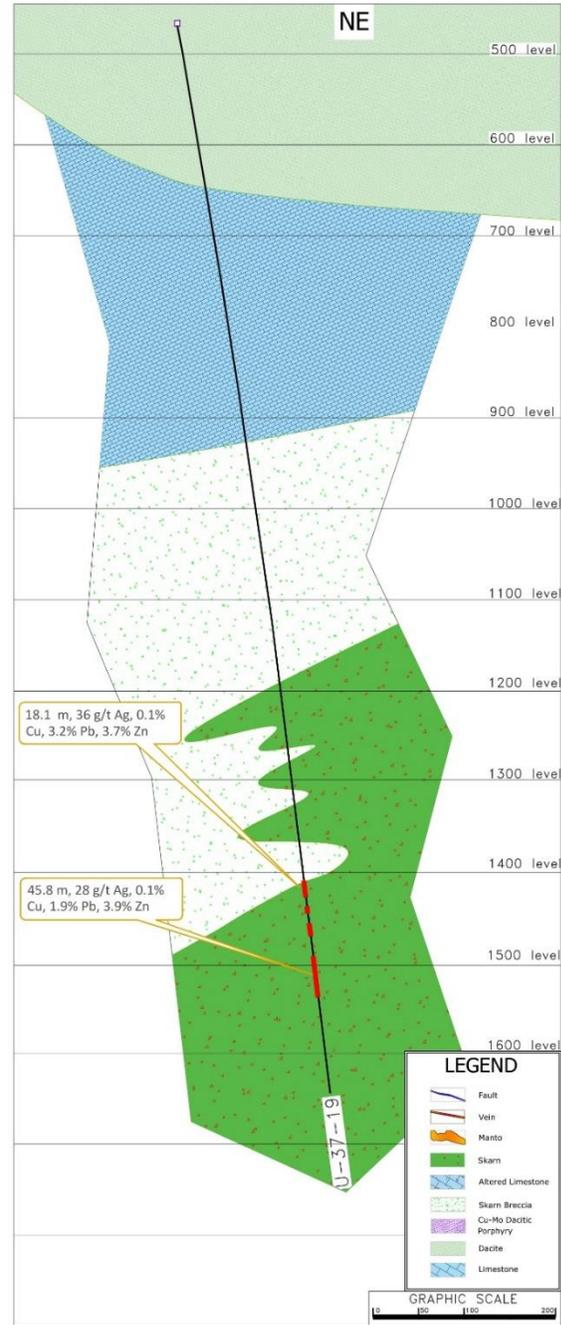 NE
500 level
600 level
700 level
800 level
900 level
1000 level
1100 level
1200 level
18.1 m, 36 g/t Ag, 0.1%
Cu, 3.2% Pb, 3.7% Zn
1300 level
1400 level
45.8 m, 28 g/t Ag, 0.1%
Cu, 1.9% Pb, 3.9% Zn
1500 level
1600 level
U-37-19
LEGEND
Fault
Vein
Manto
Skarn
Altered Limestone
Skarn Breccia
Cu-Mo Dacitic
Porphyry
Dacite
Limestone
GRAPHIC SCALE
0 50 100 200